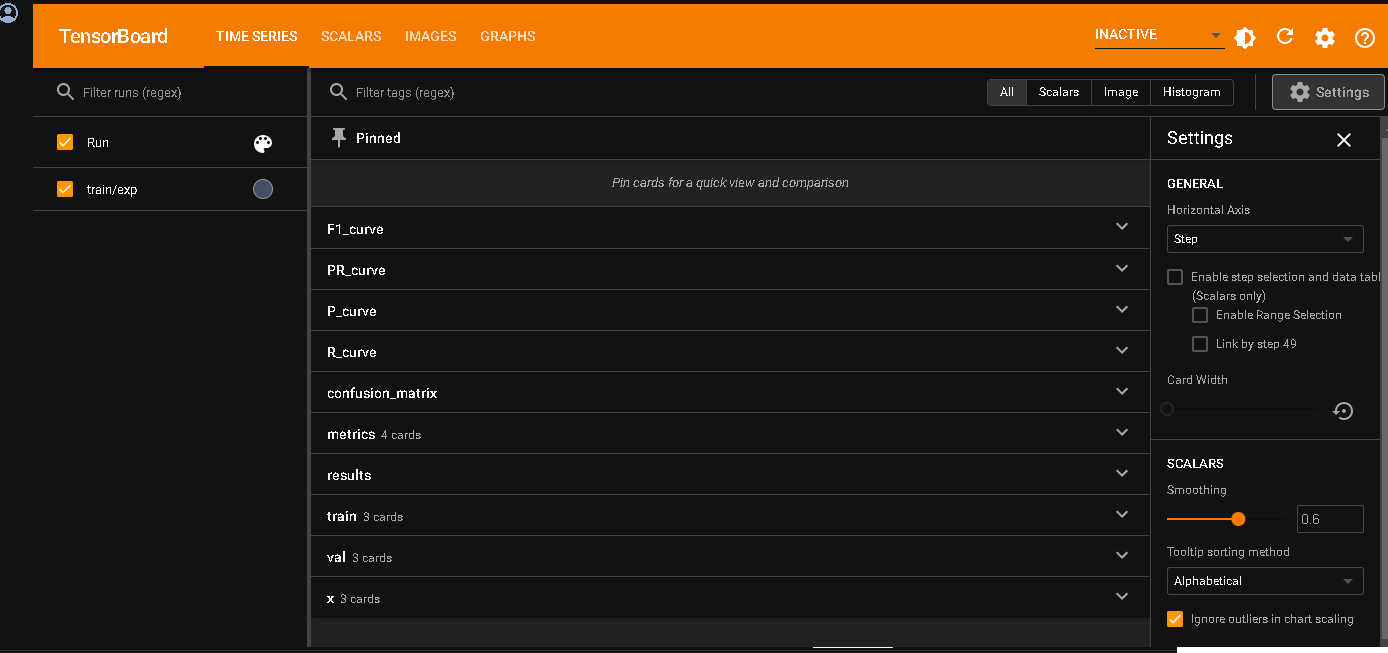 TensorBoard TIME SERIES SCALARS IMAGES GRAPHS INACTIVE
Filter runs (regex)
Filter tags (regex) All Scalars Image Histogram Settings
Run
train/exp
Pinned
Pin cards for a quick view and comparison
F1_curve
PR_curve
P_curve
R_curve
confusion_matrix
metrics 4 cards
results
train 3 cards
val 3 cards
x 3 cards
Settings
GENERAL
Horizontal Axis
Step
Enable step selection and data tabl
(Scalars only)
Enable Range Selection
Link by step 49
Card Width
SCALARS
Smoothing
0.6
Tooltip sorting method
Alphabetical
Ignore outliers in chart scaling